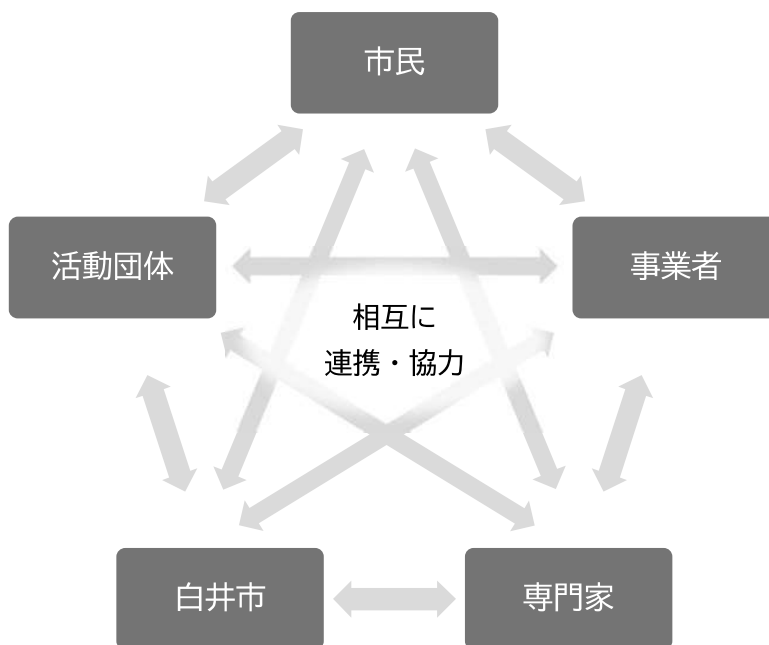 市民
活動団体
事業者
相互に
連携・協力
白井市
専門家